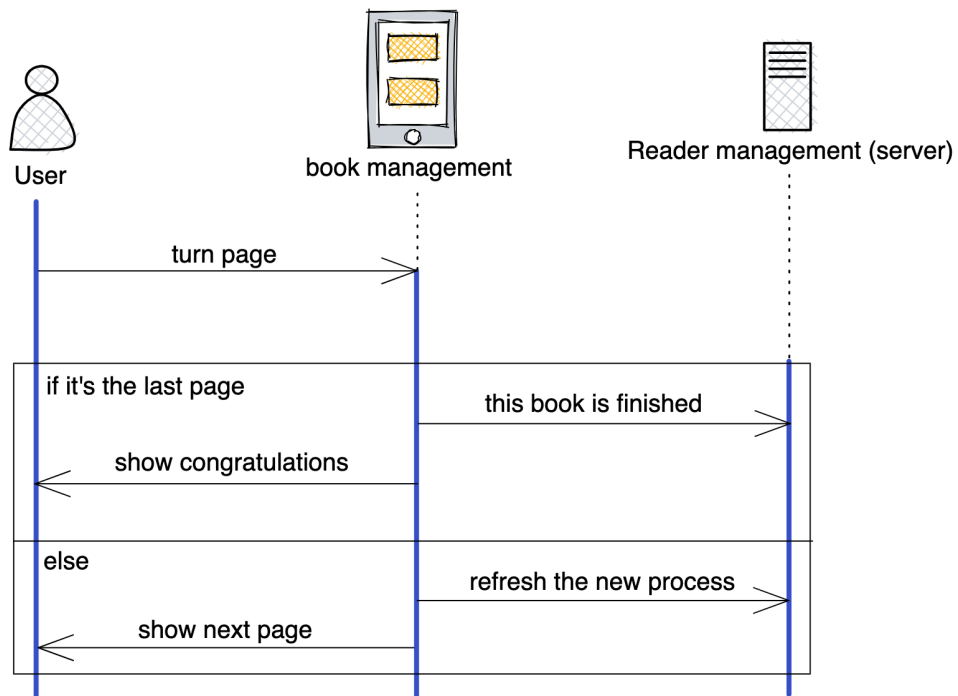 User
book management
Reader management (server)
turn page
if it's the last page
this book is finished
show congratulations
else
refresh the new process
show next page